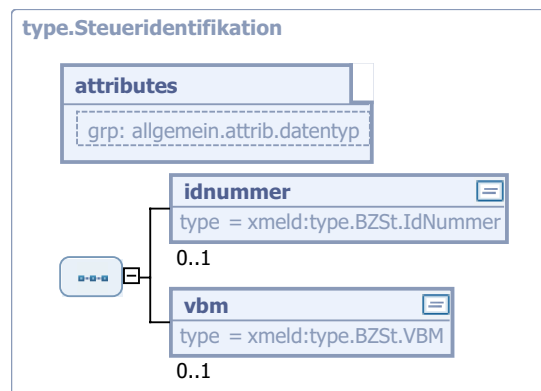 type.Steueridentifikation
attributes
grp: allgemein.attrib.datentyp
idnummer
type = xmeld:type.BZSt.IdNummer
0..1
vbm
type = xmeld:type.BZSt.VBM
0..1